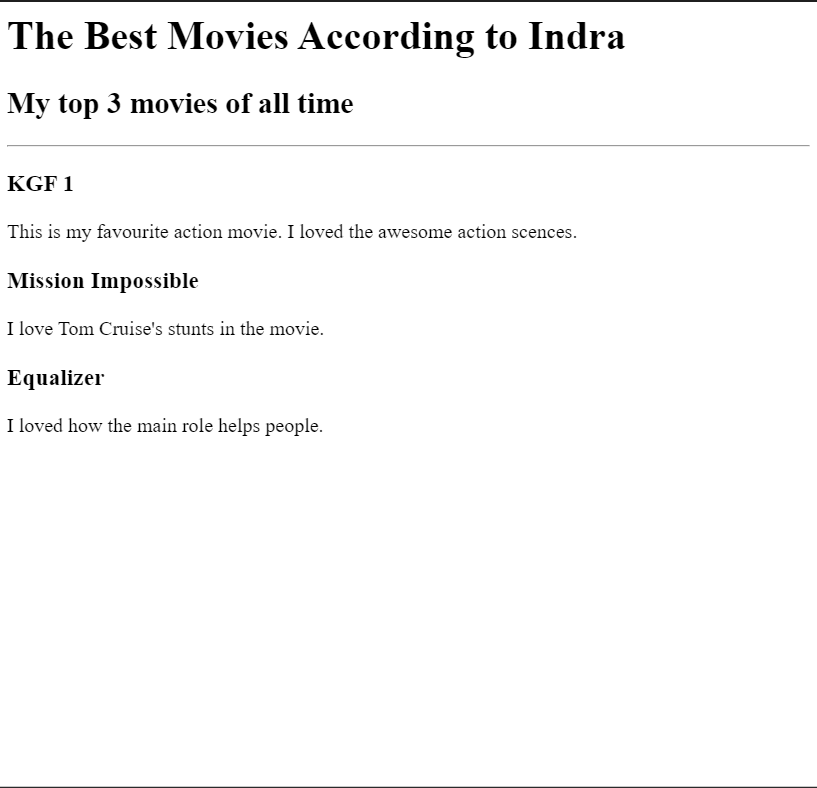 The Best Movies According to Indra
My top 3 movies of all time
KGF 1
This is my favourite action movie. I loved the awesome action scences.
Mission Impossible
I love Tom Cruise's stunts in the movie.
Equalizer
I loved how the main role helps people.